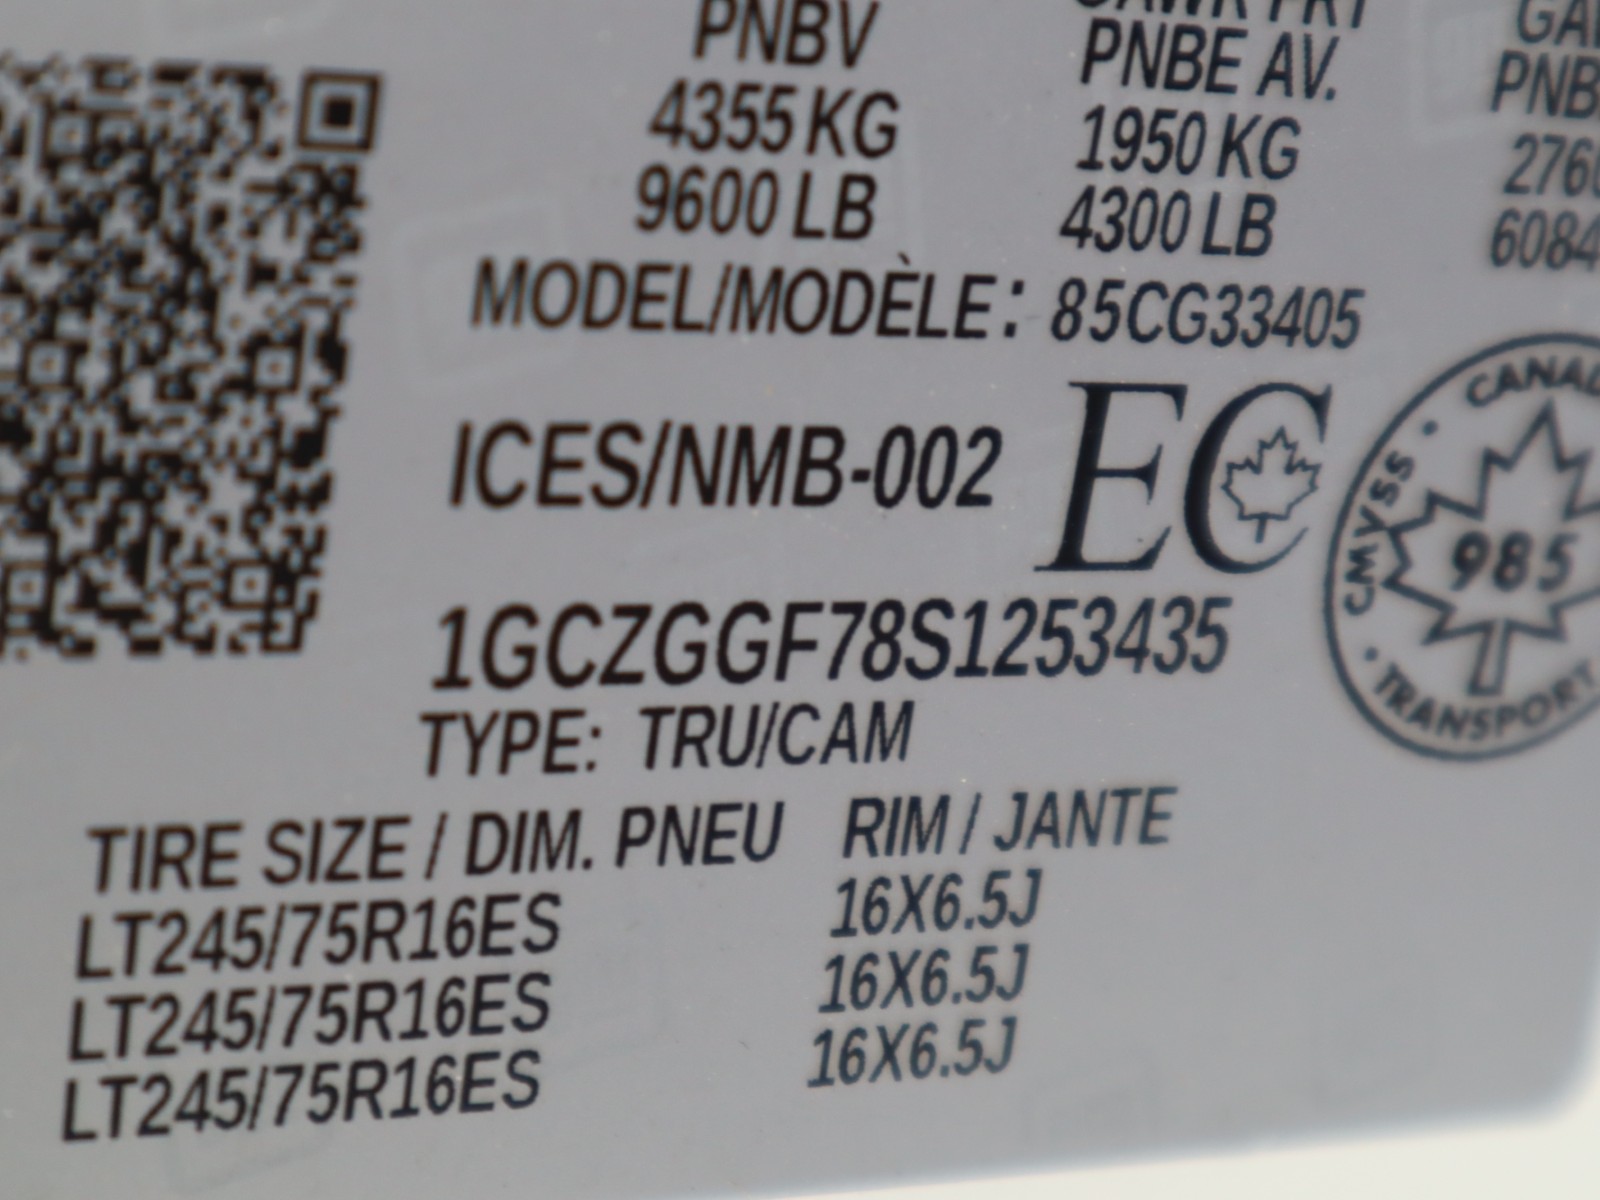 PNBV
PNBE AV.
4355 KG
1950 KG
9600 LB
4300 LB
MODEL/MODÈLE: 85CG33405
ICES/NMB-002 EC
CMVSS
985
TRANSPORT
1GCZGGF78S1253435
TYPE: TRU/CAM
TIRE SIZE / DIM. PNEU RIM / JANTE
LT245/75R16ES 16X6.5J
LT245/75R16ES 16X6.5J
LT245/75R16ES 16X6.5J